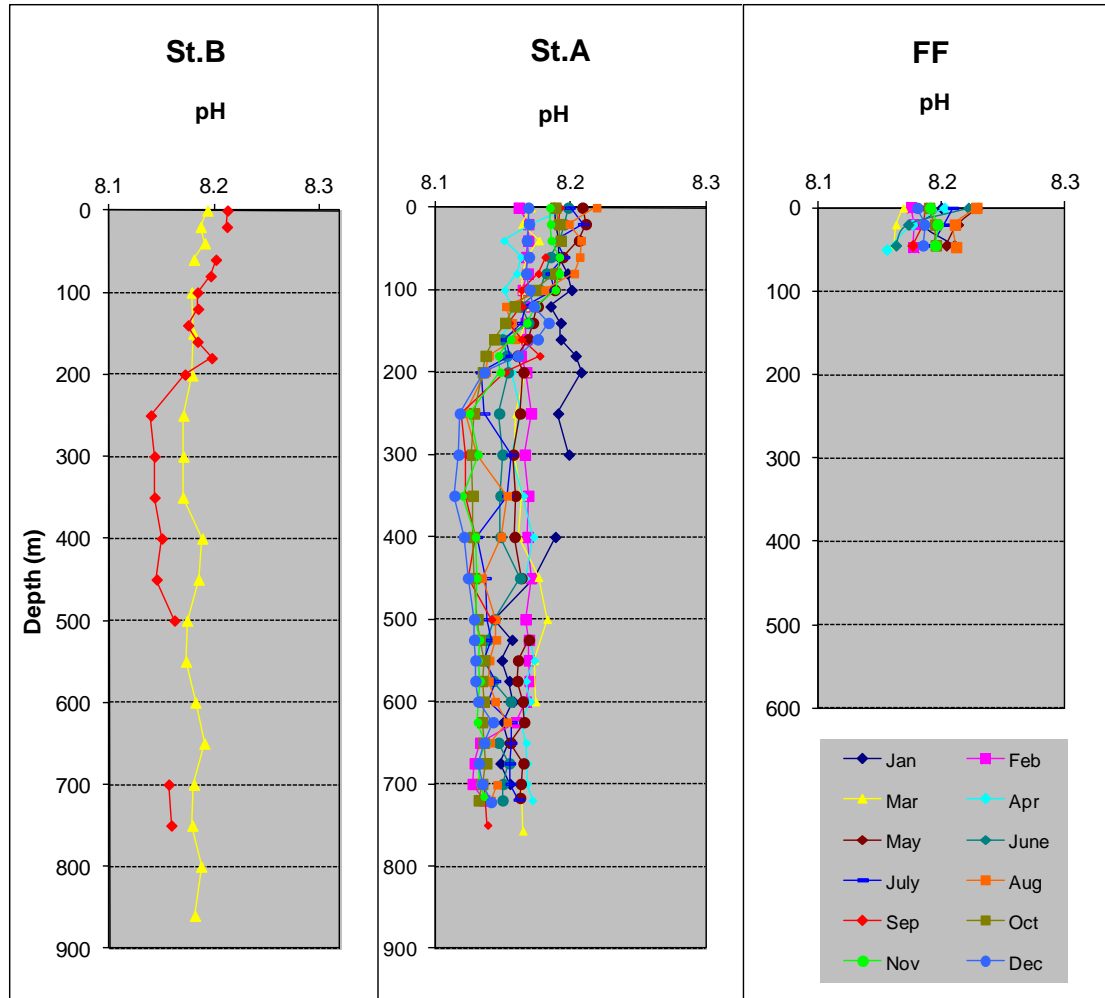 St.B
pH
8.1 8.2 8.3
0
100
200
300
400
500
600
700
800
900
Depth (m)
St.A
pH
8.1 8.2 8.3
0
100
200
300
400
500
600
700
800
900
FF
pH
8.1 8.2 8.3
0
100
200
300
400
500
600
Jan Feb
Mar Apr
May June
July Aug
Sep Oct
Nov Dec